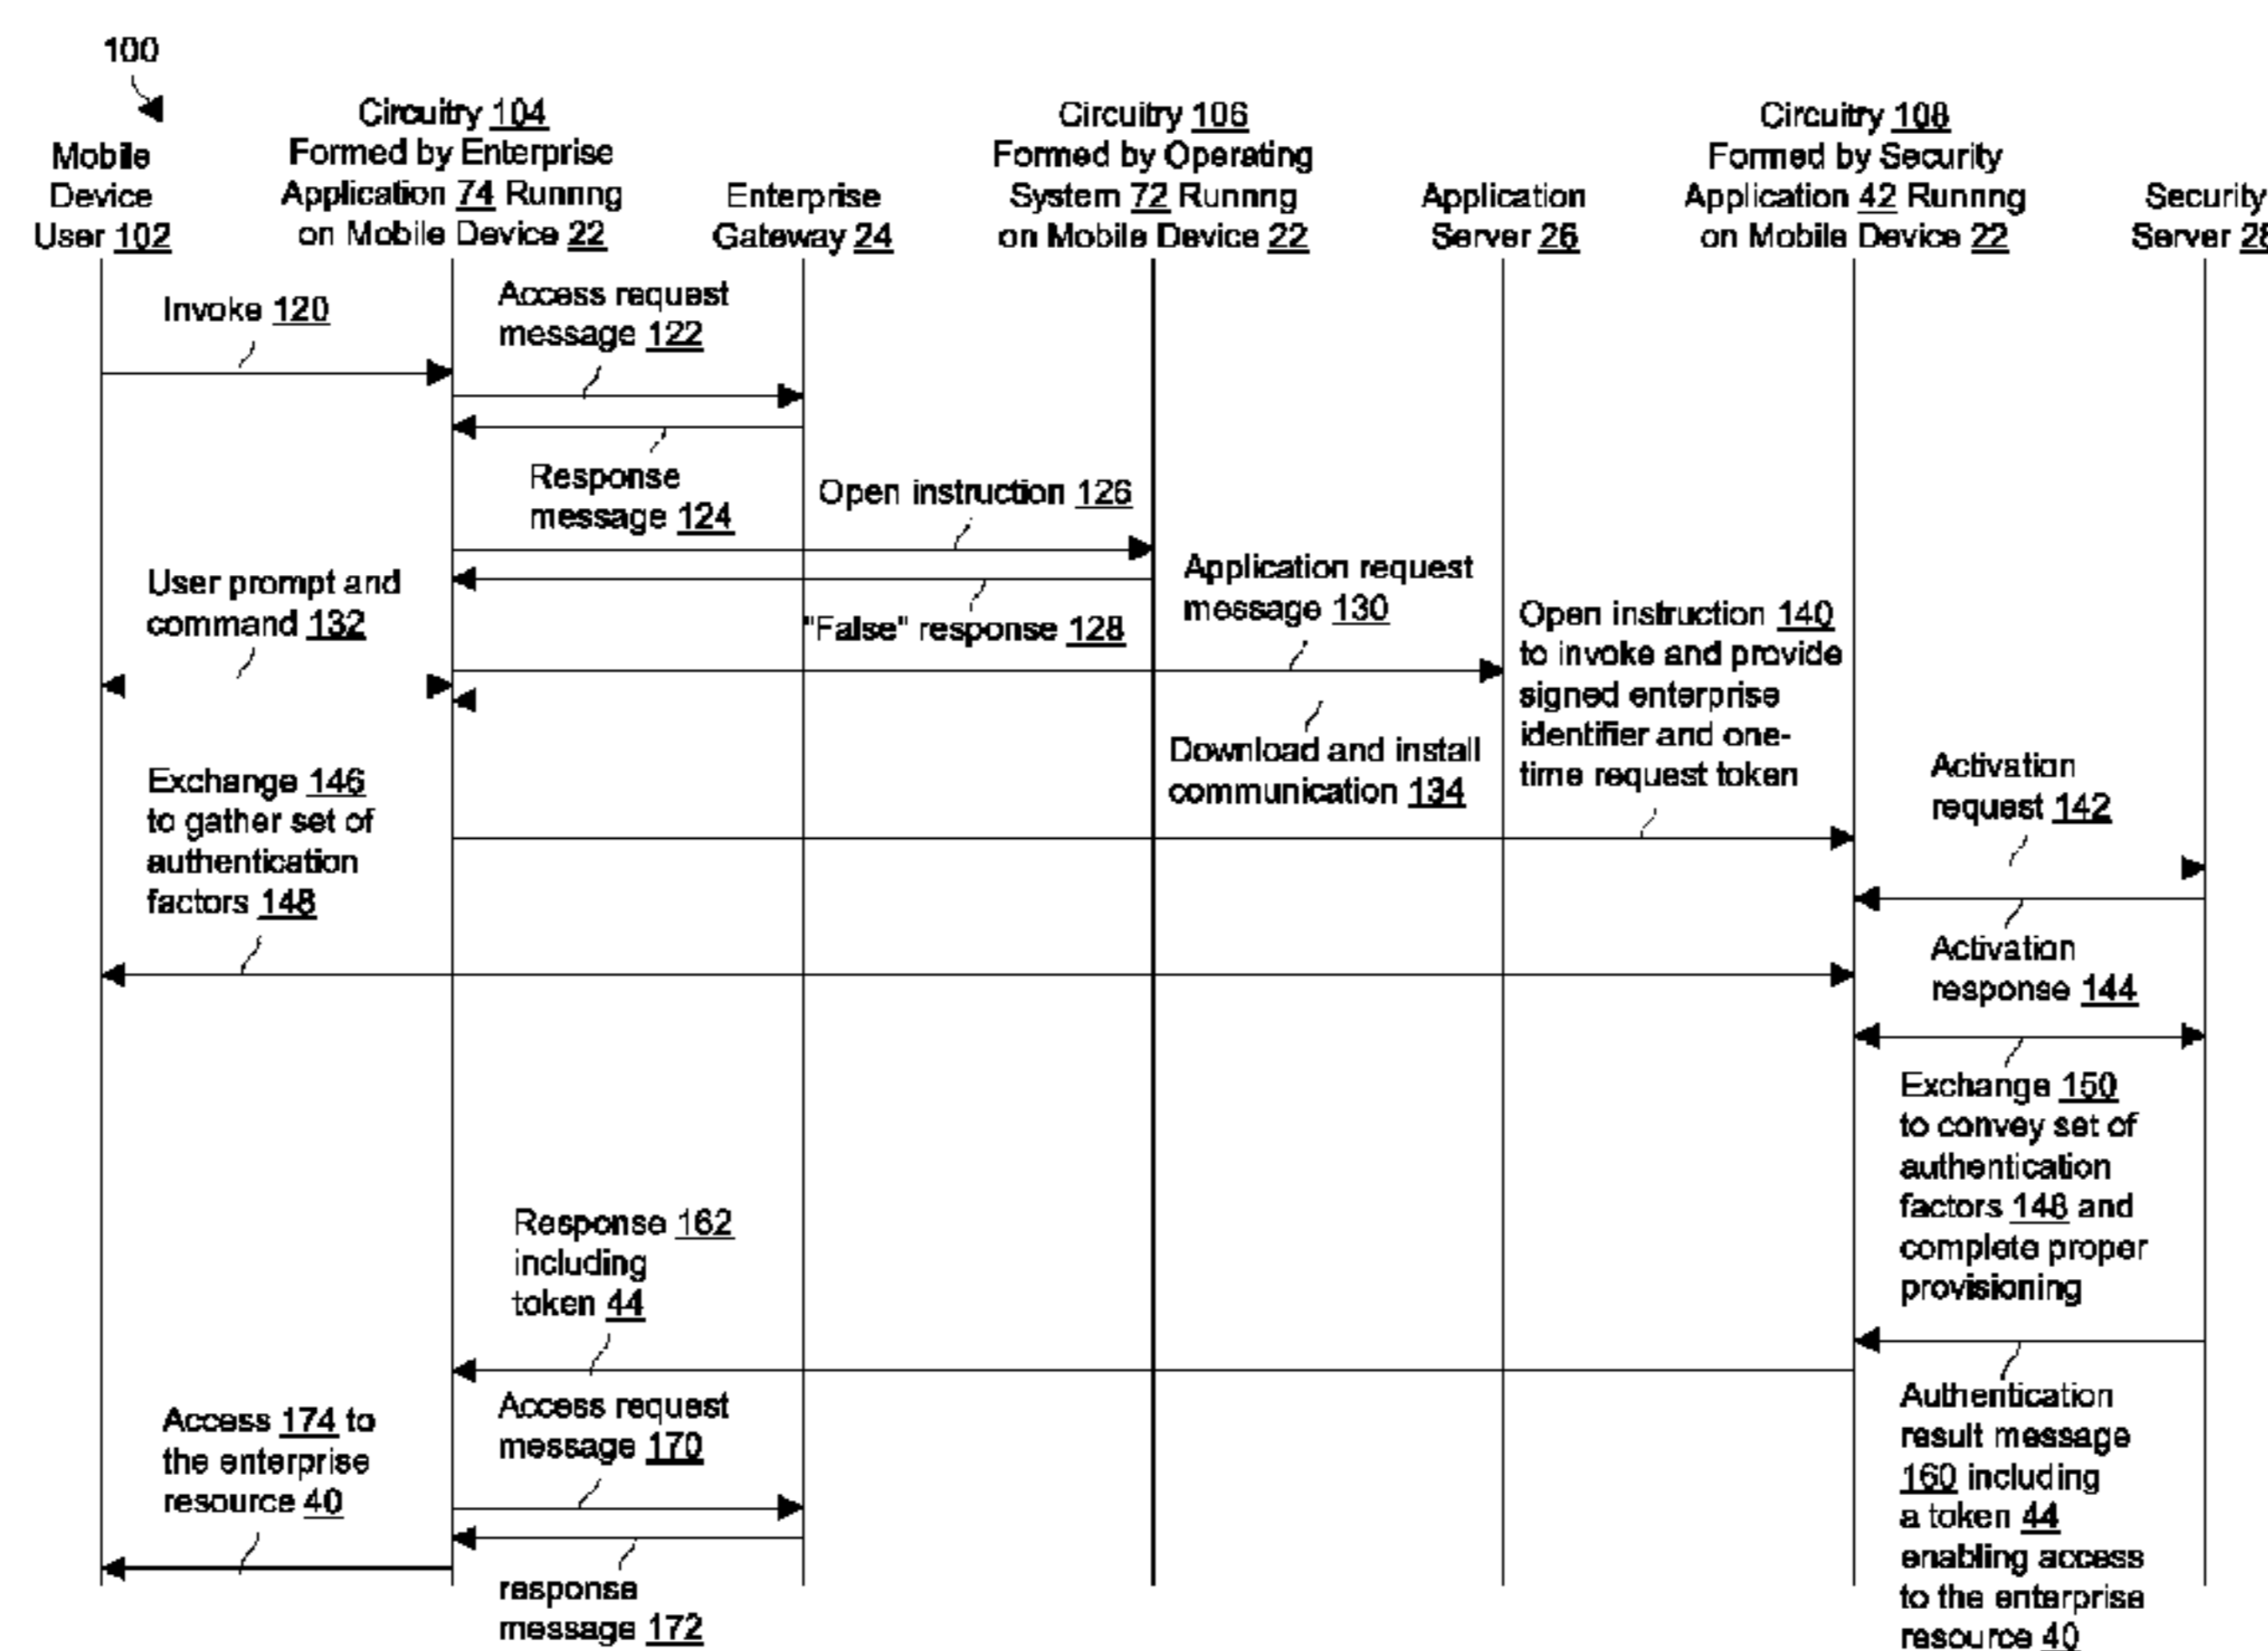 100
Mobile
Device
User 102
Circuitry 104
Formed by Enterprise
Application 74 Runnng
on Mobile Device 22
Enterprise
Gateway 24
Circuitry 106
Formed by Operating
System 72 Runnng
on Mobile Device 22
Application
Server 26
Circuitry 108
Formed by Security
Application 42 Runnng
on Mobile Device 22
Security
Server 28
Invoke 120
Access request
message 122
Response
message 124
Open instruction 126
"False" response 128
Application request
message 130
User prompt and
command 132
Download and install
communication 134
Open instruction 140
to invoke and provide
signed enterprise
identifier and one-
time request token
Activation
request 142
Activation
response 144
Exchange 146
to gather set of
authentication
factors 148
Exchange 150
to convey set of
authentication
factors 148 and
complete proper
provisioning
Authentication
result message
160 including
a token 44
enabling access
to the enterprise
resource 40
Response 162
including
token 44
Access request
message 170
response
message 172
Access 174 to
the enterprise
resource 40